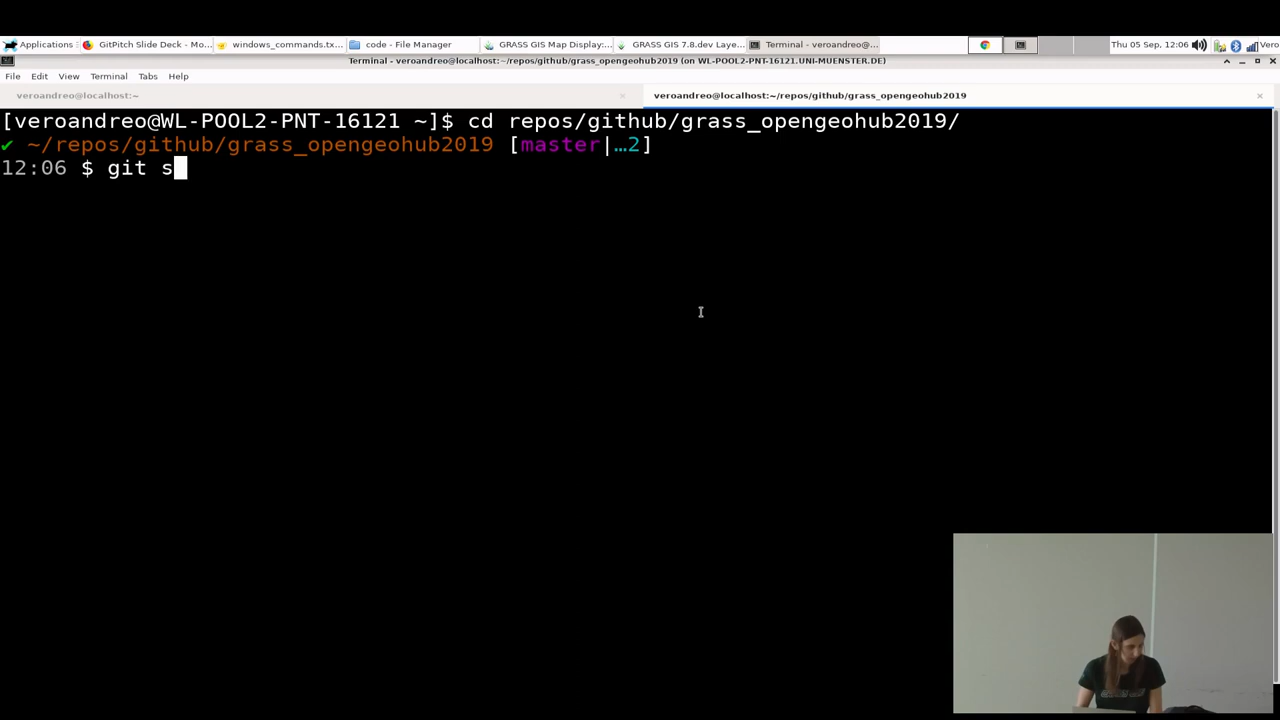 Applications
GitPitch Slide Deck - Mo...
windows_commands.tx...
code - File Manager
GRASS GIS Map Display:...
GRASS GIS 7.8.dev Laye...
Terminal - veroandreo@...
Thu 05 Sep, 12:06
Vero
Terminal - veroandreo@localhost:~/repos/github/grass_opengeohub2019 (on WL-POOL2-PNT-16121.UNI-MUENSTER.DE)
File Edit View Terminal Tabs Help
veroandreo@localhost:~
veroandreo@localhost:~/repos/github/grass_opengeohub2019
[veroandreo@WL-POOL2-PNT-16121 ~]$ cd repos/github/grass_opengeohub2019/
✔ ~/repos/github/grass_opengeohub2019 [master|…2]
12:06 $ git s